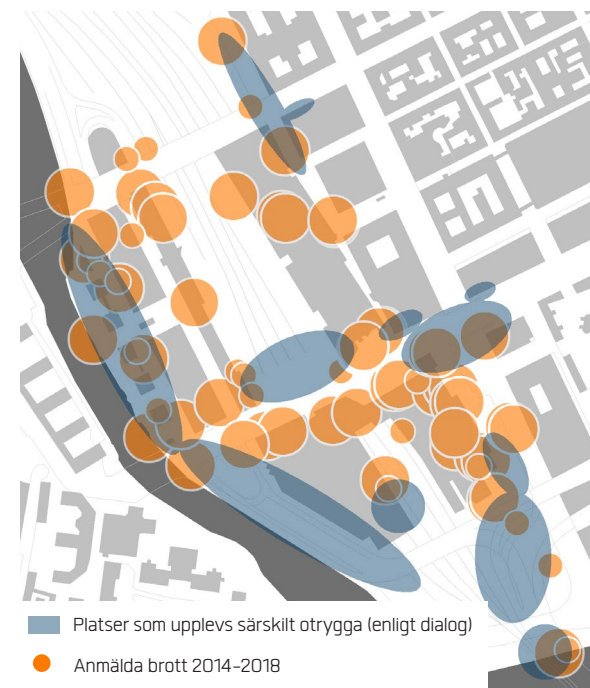 Platser som upplevs särskilt otrygga (enligt dialog)
Anmälda brott 2014–2018